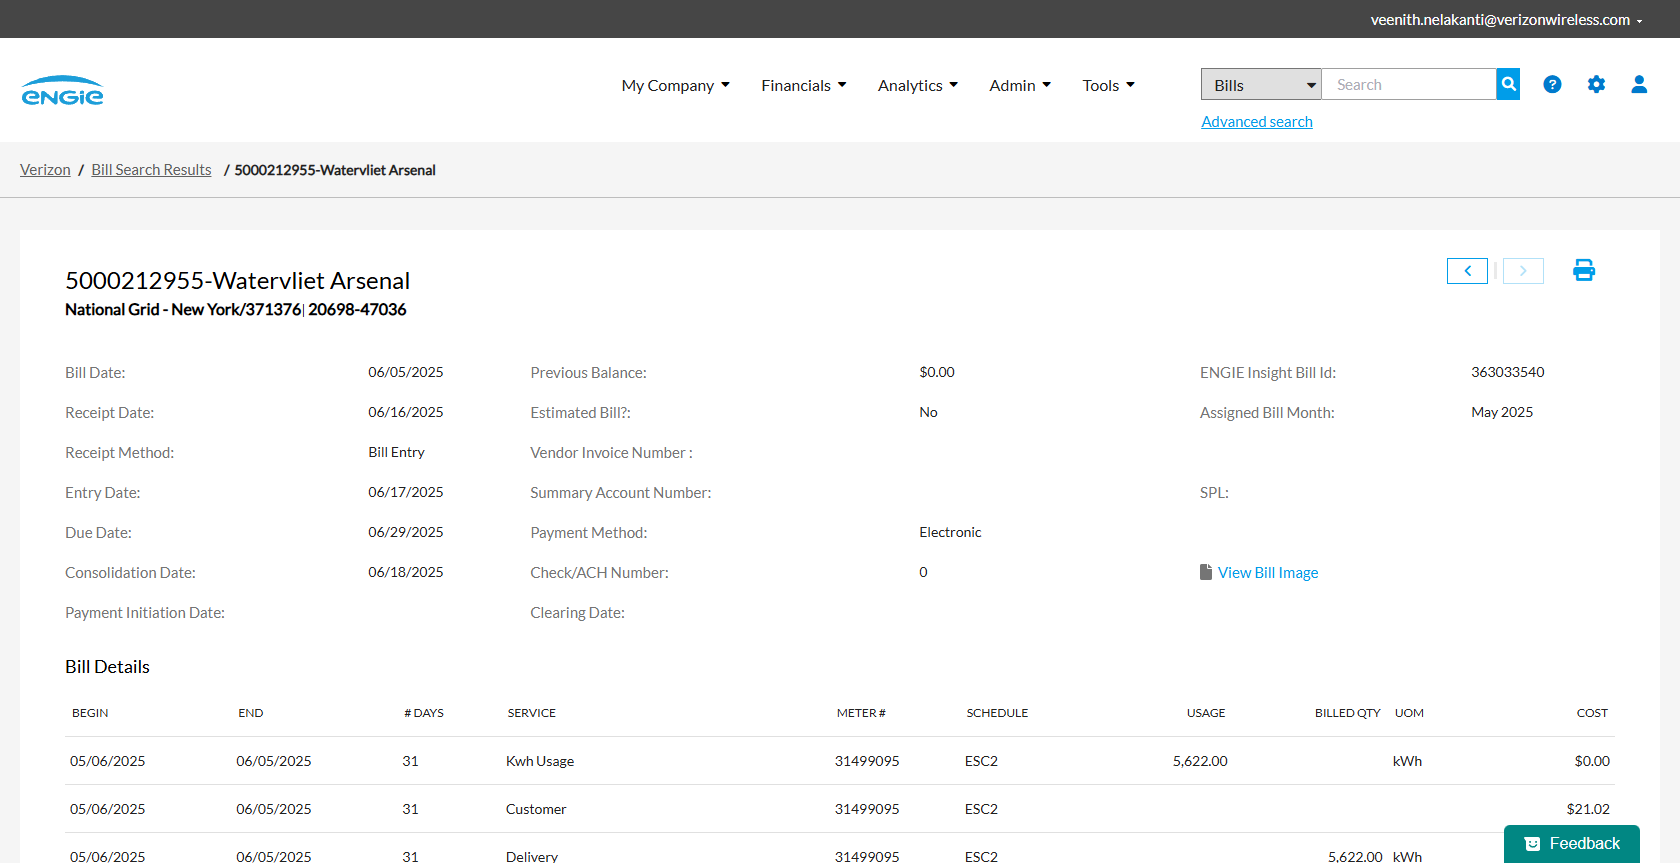 veenith.nelakanti@verizonwireless.com
ENGIE
My Company Financials Analytics Admin Tools
Bills Search
Advanced search
Verizon / Bill Search Results / 5000212955-Watervliet Arsenal
5000212955-Watervliet Arsenal
National Grid - New York/371376| 20698-47036
Bill Date: 06/05/2025 Previous Balance: $0.00 ENGIE Insight Bill Id: 363033540
Receipt Date: 06/16/2025 Estimated Bill?: No Assigned Bill Month: May 2025
Receipt Method: Bill Entry Vendor Invoice Number :
Entry Date: 06/17/2025 Summary Account Number: SPL:
Due Date: 06/29/2025 Payment Method: Electronic
Consolidation Date: 06/18/2025 Check/ACH Number: 0 View Bill Image
Payment Initiation Date: Clearing Date:
Bill Details
BEGIN END # DAYS SERVICE METER # SCHEDULE USAGE BILLED QTY UOM COST
05/06/2025 06/05/2025 31 Kwh Usage 31499095 ESC2 5,622.00 kWh $0.00
05/06/2025 06/05/2025 31 Customer 31499095 ESC2 $21.02
05/06/2025 06/05/2025 31 Delivery 31499095 ESC2 5,622.00 kWh
Feedback